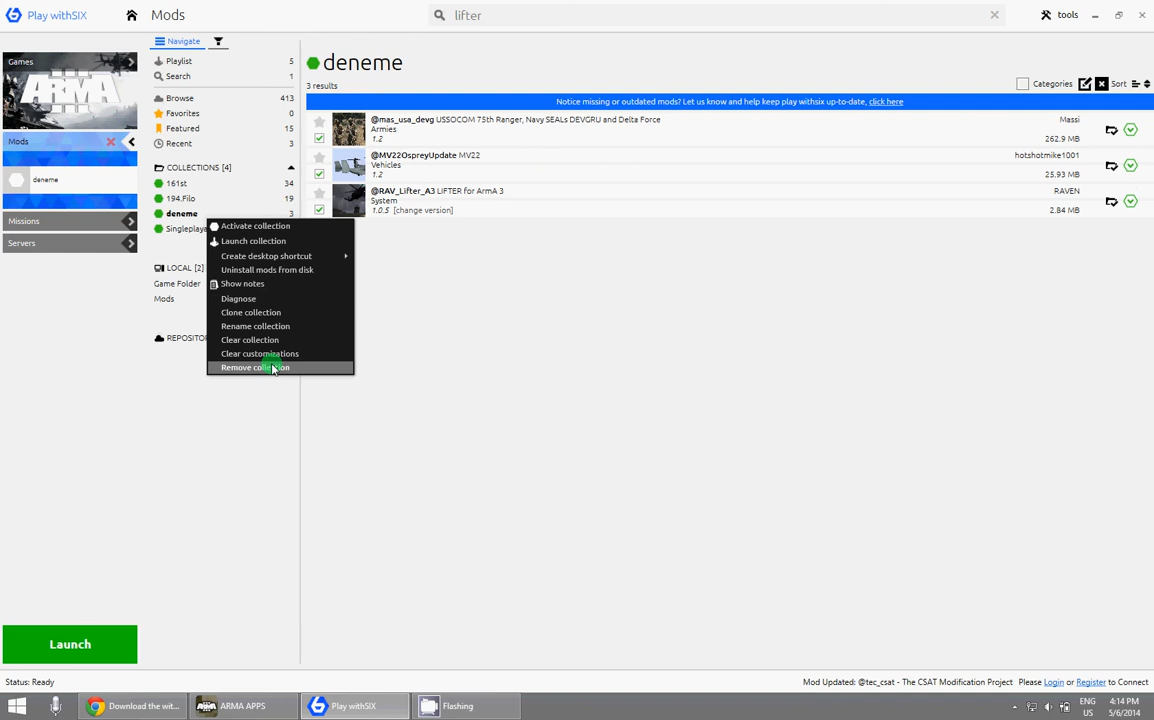 Play withSIX
Mods
lifter
tools
Navigate
Games
ARMA
Playlist 5
Search 1
Browse 413
Favorites 0
Featured 15
Recent 3
Mods
deneme
Missions
Servers
COLLECTIONS [4]
161st 34
194.Filo 19
deneme 3
Singleplaye
LOCAL [2]
Game Folder
Mods
REPOSITO
Activate collection
Launch collection
Create desktop shortcut
Uninstall mods from disk
Show notes
Diagnose
Clone collection
Rename collection
Clear collection
Clear customizations
Remove collection
deneme
3 results
Categories
Sort
Notice missing or outdated mods? Let us know and help keep play withsix up-to-date, click here
@mas_usa_devg USSOCOM 75th Ranger, Navy SEALs DEVGRU and Delta Force
Massi
Armies
1.2
262.9 MB
@MV22OspreyUpdate MV22
hotshotmike1001
Vehicles
1.2
25.93 MB
@RAV_Lifter_A3 LIFTER for ArmA 3
RAVEN
System
1.0.5 [change version]
2.84 MB
Launch
Status: Ready
Mod Updated: @tec_csat - The CSAT Modification Project Please Login or Register to Connect
Download the wit...
ARMA APPS
Play withSIX
Flashing
ENG
US
4:14 PM
5/6/2014